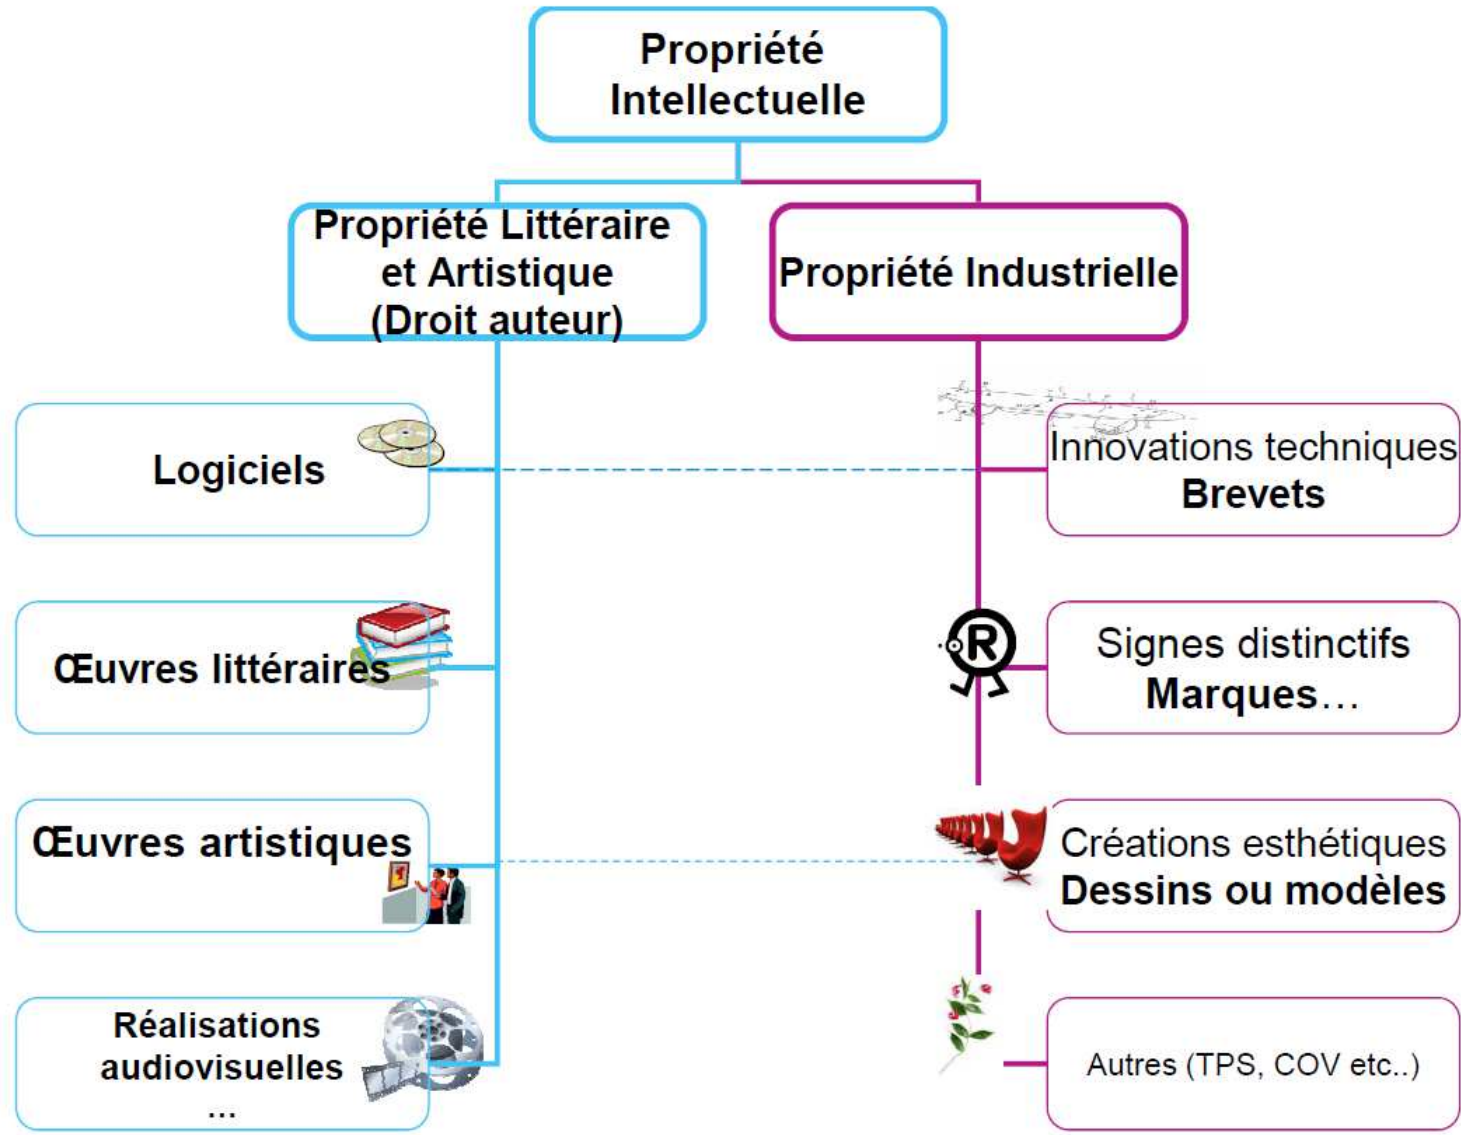 Propriété
Intellectuelle
Propriété Littéraire
et Artistique
(Droit auteur)
Propriété Industrielle
Logiciels
Innovations techniques
Brevets
Œuvres littéraires
R
Signes distinctifs
Marques…
Œuvres artistiques
Créations esthétiques
Dessins ou modèles
Réalisations
audiovisuelles
…
Autres (TPS, COV etc..)